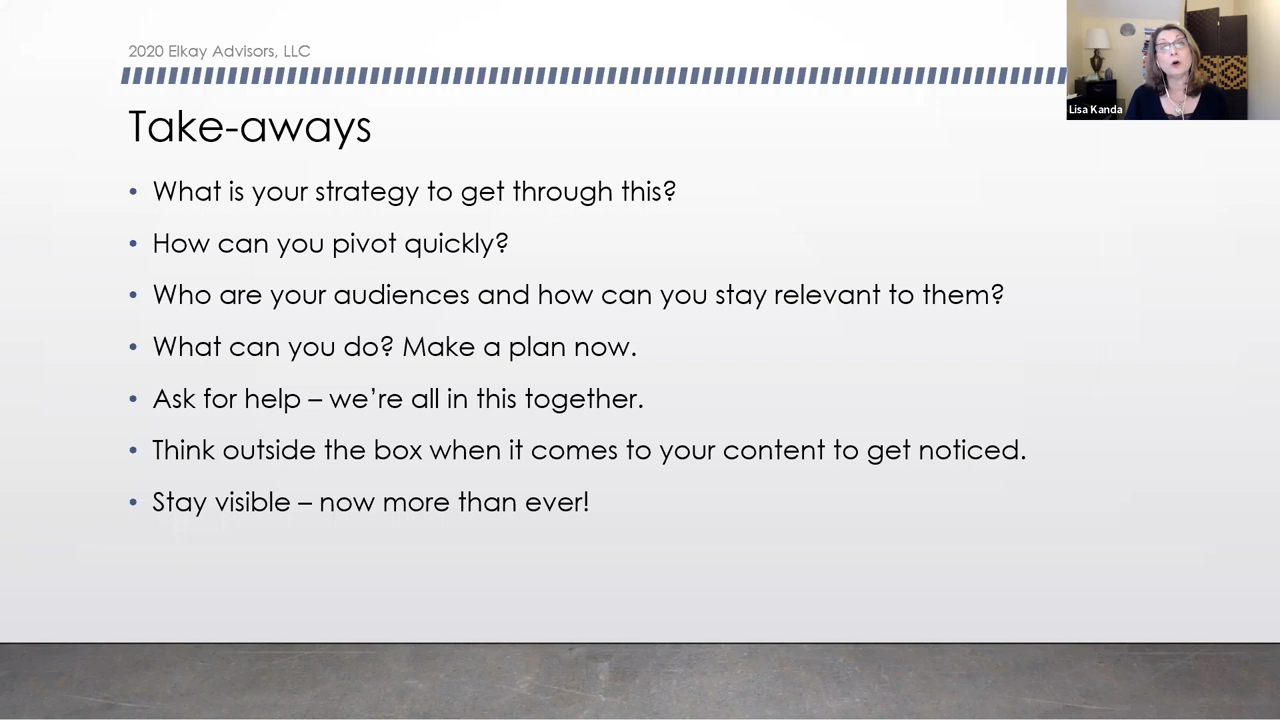 2020 Elkay Advisors, LLC
Lisa Kanda
Take-aways
• What is your strategy to get through this?
• How can you pivot quickly?
• Who are your audiences and how can you stay relevant to them?
• What can you do? Make a plan now.
• Ask for help – we’re all in this together.
• Think outside the box when it comes to your content to get noticed.
• Stay visible – now more than ever!